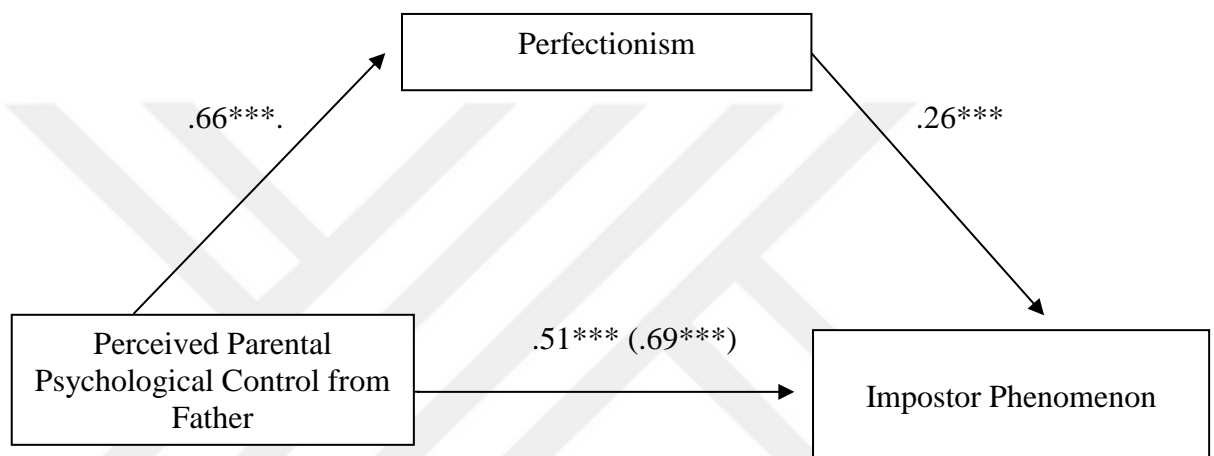 Perfectionism
.66***.
.26***
.51*** (.69***)
Perceived Parental
Psychological Control from
Father
Impostor Phenomenon